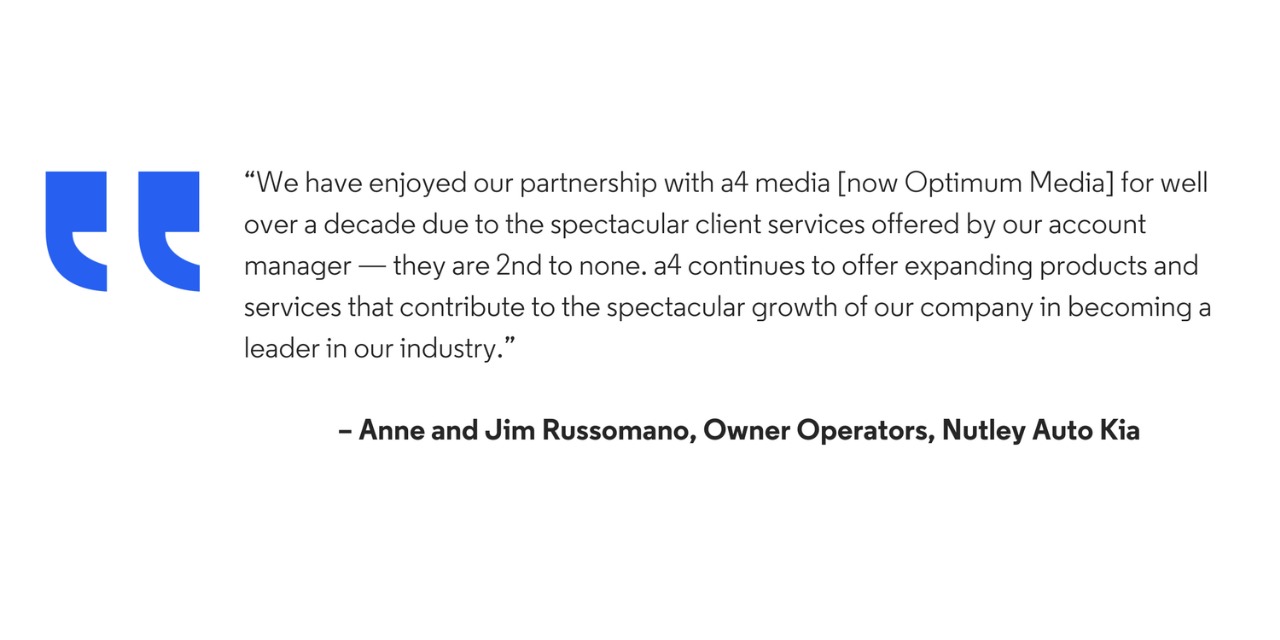 “We have enjoyed our partnership with a4 media [now Optimum Media] for well
over a decade due to the spectacular client services offered by our account
manager — they are 2nd to none. a4 continues to offer expanding products and
services that contribute to the spectacular growth of our company in becoming a
leader in our industry.”
– Anne and Jim Russomano, Owner Operators, Nutley Auto Kia